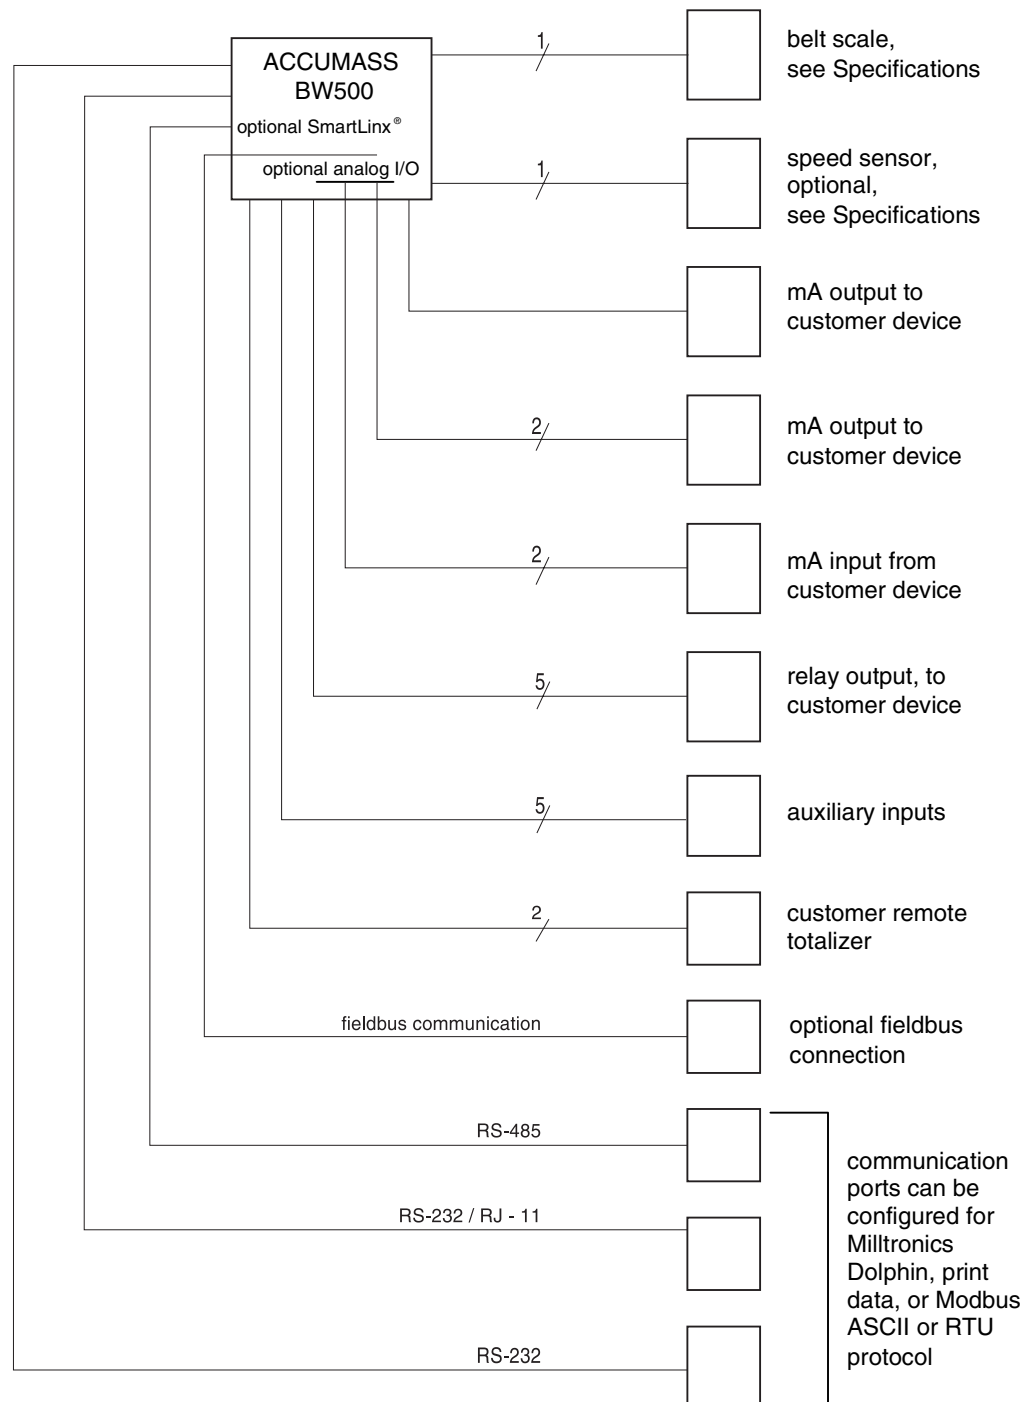 ACCUMASS
BW500
optional SmartLinx®
optional analog I/O
1
belt scale,
see Specifications
1
speed sensor,
optional,
see Specifications
mA output to
customer device
2
mA output to
customer device
2
mA input from
customer device
5
relay output, to
customer device
5
auxiliary inputs
2
customer remote
totalizer
fieldbus communication
optional fieldbus
connection
RS-485
RS-232 / RJ - 11
RS-232
communication
ports can be
configured for
Milltronics
Dolphin, print
data, or Modbus
ASCII or RTU
protocol